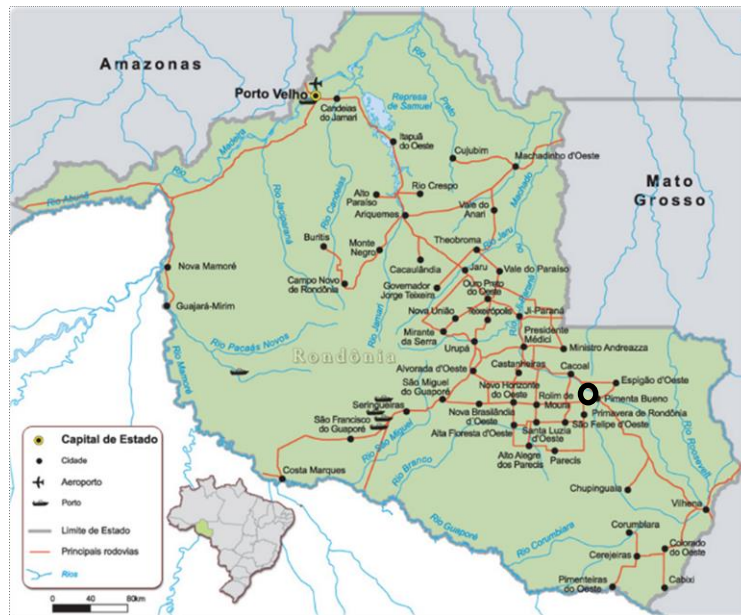 Amazonas
Porto Velho
Candeias
do Jamari
Represa
de Samuel
Rio
Preto
Rio
Madeira
Itapuã
do Oeste
Cujubim
Machadinho d'Oeste
Machado
Mato
Grosso
Rio Abunã
Rio Jaciparaná
Rio Candeias
Alto
Paraíso
Rio Crespo
Ariquemes
Vale do
Anari
Theobroma
Rio Jaru
Buritis
Monte
Negro
Cacaulândia
Jaru
Vale do Paraíso
Nova Mamoré
Campo Novo
de Rondônia
Governador
Jorge Teixeira
Ouro Preto
do Oeste
Rio Jamari
Nova União
Teixeirópolis
Ji-Paraná
Guajará-Mirim
Mirante
da Serra
Presidente
Médici
Rio Pacaás Novos
Rondônia
Urupá
Ministro Andreazza
Rio Mamoré
Castanheiras
Cacoal
Alvorada d'Oeste
Espigão d'Oeste
São Miguel
do Guaporé
Novo Horizonte
do Oeste
Rolim de
Moura
Pimenta Bueno
Seringueiras
Nova Brasilândia
d'Oeste
Primavera de Rondônia
São Francisco
do Guaporé
Rio São Miguel
Alta Floresta d'Oeste
Santa Luzia
d'Oeste
São Felipe d'Oeste
Rio Roosevelt
Alto Alegre
dos Parecis
Parecis
Costa Marques
Rio Branco
Chupinguaia
Vilhena
Rio Guaporé
Rio Corumbiara
Corumbiara
Colorado
do Oeste
Cerejeiras
Pimenteiras
do Oeste
Cabixi
Capital de Estado
Cidade
Aeroporto
Porto
Limite de Estado
Principais rodovias
Rios
0 40 80km